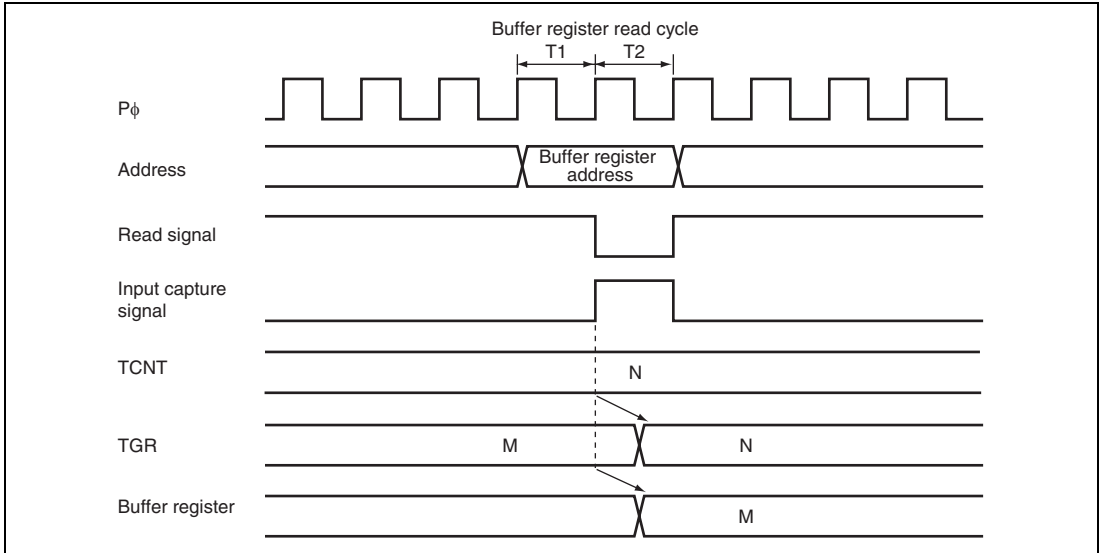 Buffer register read cycle
T1 T2
Pϕ
Address
Buffer register
address
Read signal
Input capture
signal
TCNT
N
TGR
M N
Buffer register
M